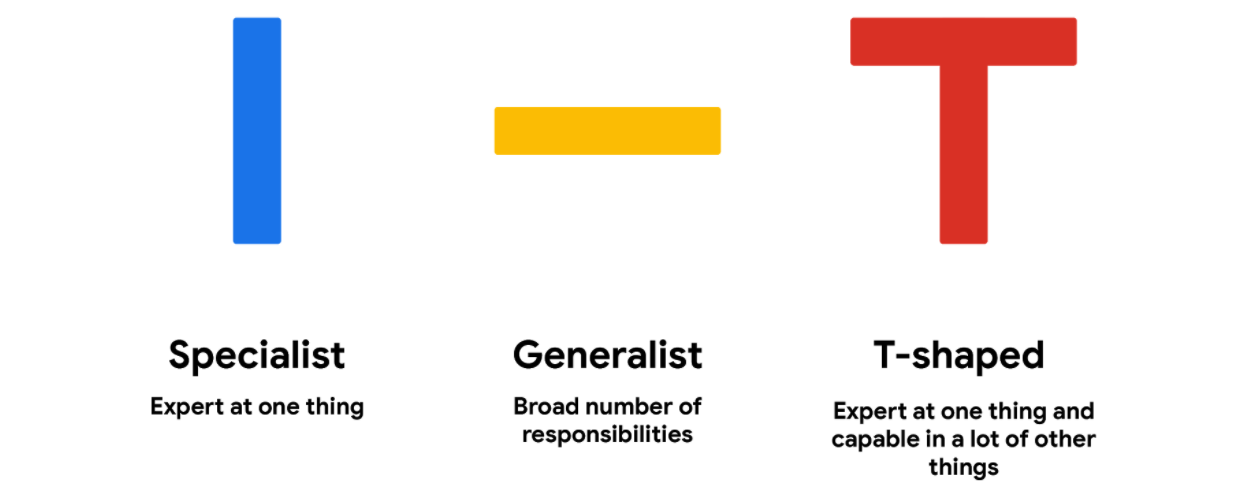 Specialist
Expert at one thing
Generalist
Broad number of
responsibilities
T-shaped
Expert at one thing and
capable in a lot of other
things